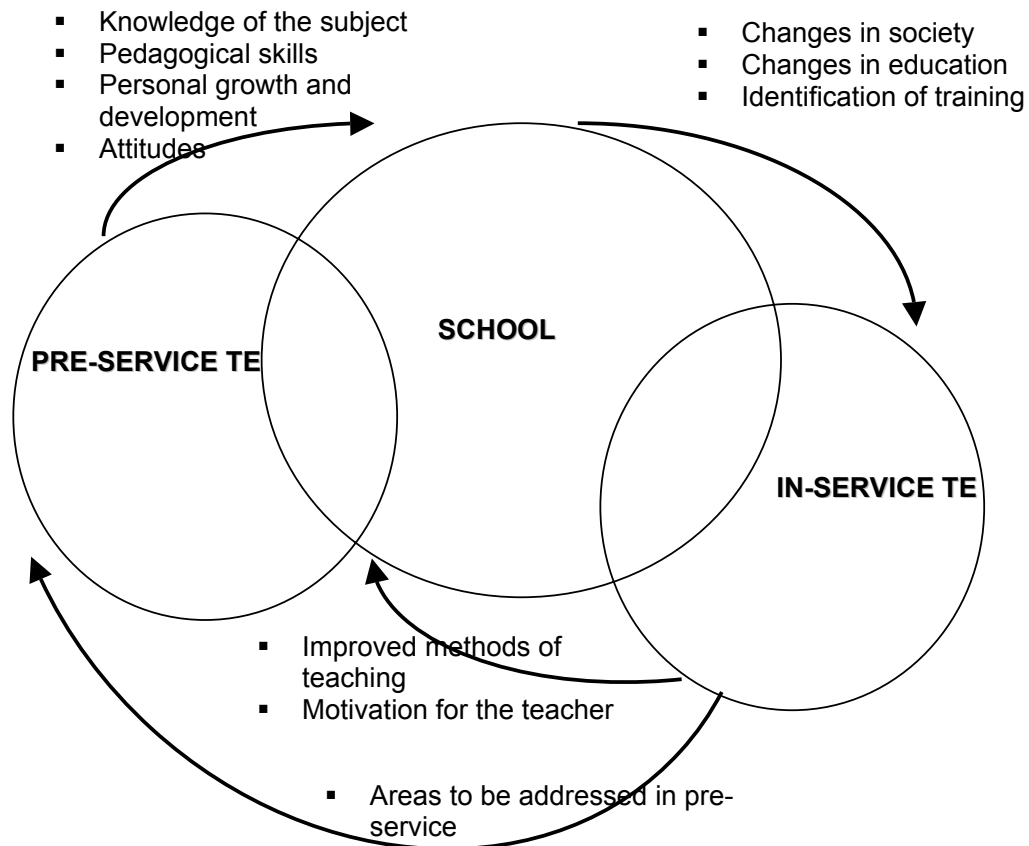 ▪ Knowledge of the subject
▪ Pedagogical skills
▪ Personal growth and
development
▪ Attitudes
▪ Changes in society
▪ Changes in education
▪ Identification of training
SCHOOL
PRE-SERVICE TE
IN-SERVICE TE
▪ Improved methods of
teaching
▪ Motivation for the teacher
▪ Areas to be addressed in pre-
service